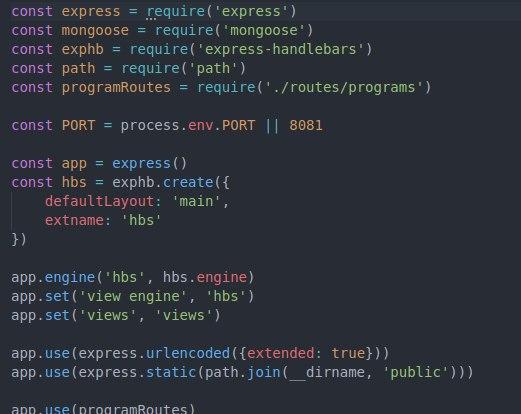 const express = require('express')
const mongoose = require('mongoose')
const exphb = require('express-handlebars')
const path = require('path')
const programRoutes = require('./routes/programs')

const PORT = process.env.PORT || 8081

const app = express()
const hbs = exphb.create({
    defaultLayout: 'main',
    extname: 'hbs'
})

app.engine('hbs', hbs.engine)
app.set('view engine', 'hbs')
app.set('views', 'views')

app.use(express.urlencoded({extended: true}))
app.use(express.static(path.join(__dirname, 'public')))

app.use(programRoutes)